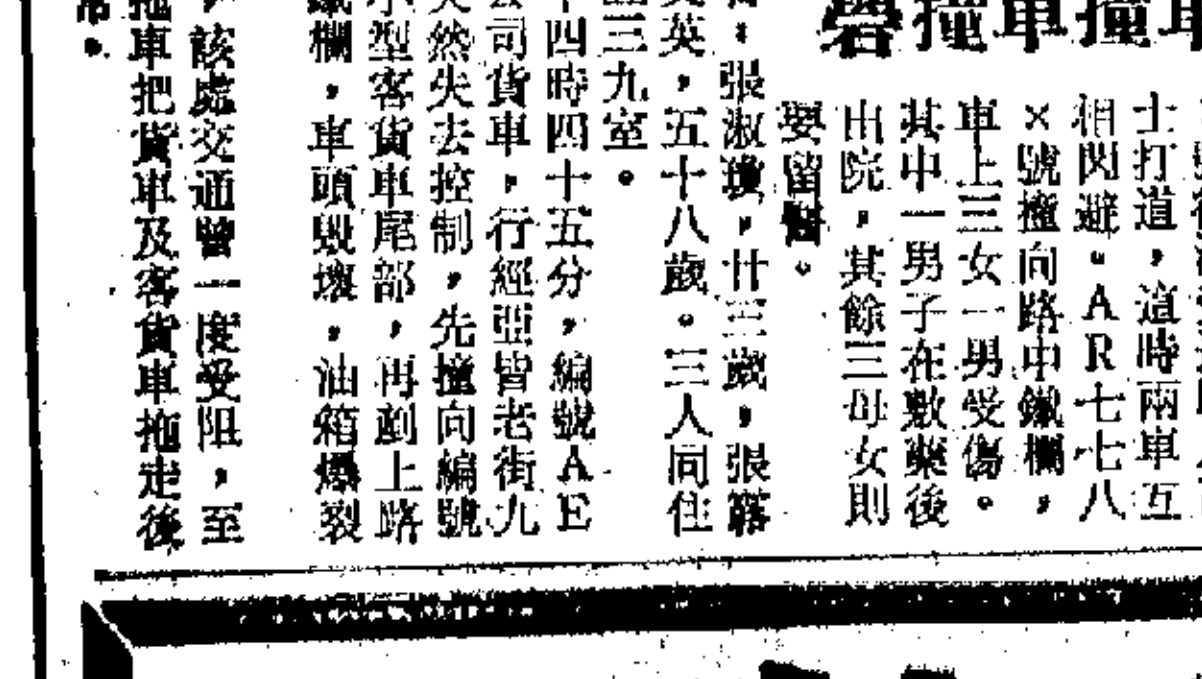 車撞車撞
士打道，這時兩車互
相閃避。AR七七八
×號撞向路中鐵欄，
車上三女一男受傷。
其中一男子在敷藥後
出院，其餘三母女則
要留醫。
：張淑瓊，廿三歲，張
英，五十八歲。三人同住
三九室。
四時四十五分，編號AE
公司貨車，行經亞皆老街九
突然失去控制，先撞向編號
小型客貨車尾部，再剷上路
鐵欄，車頭毀壞，油箱爆裂
，該處交通曾一度受阻，至
拖車把貨車及客貨車拖走後
常。